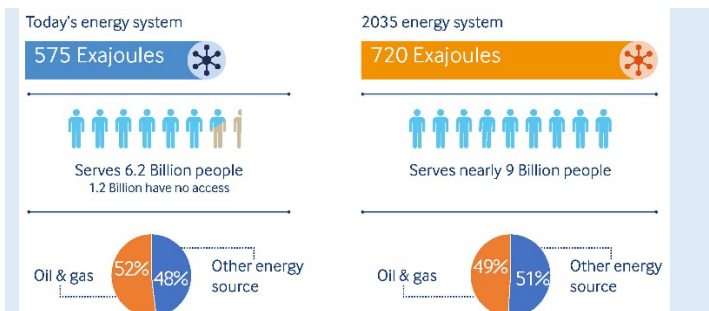 Today's energy system
575 Exajoules
Serves 6.2 Billion people
1.2 Billion have no access
52%
48%
Oil & gas
Other energy
source
2035 energy system
720 Exajoules
Serves nearly 9 Billion people
49%
51%
Oil & gas
Other energy
source